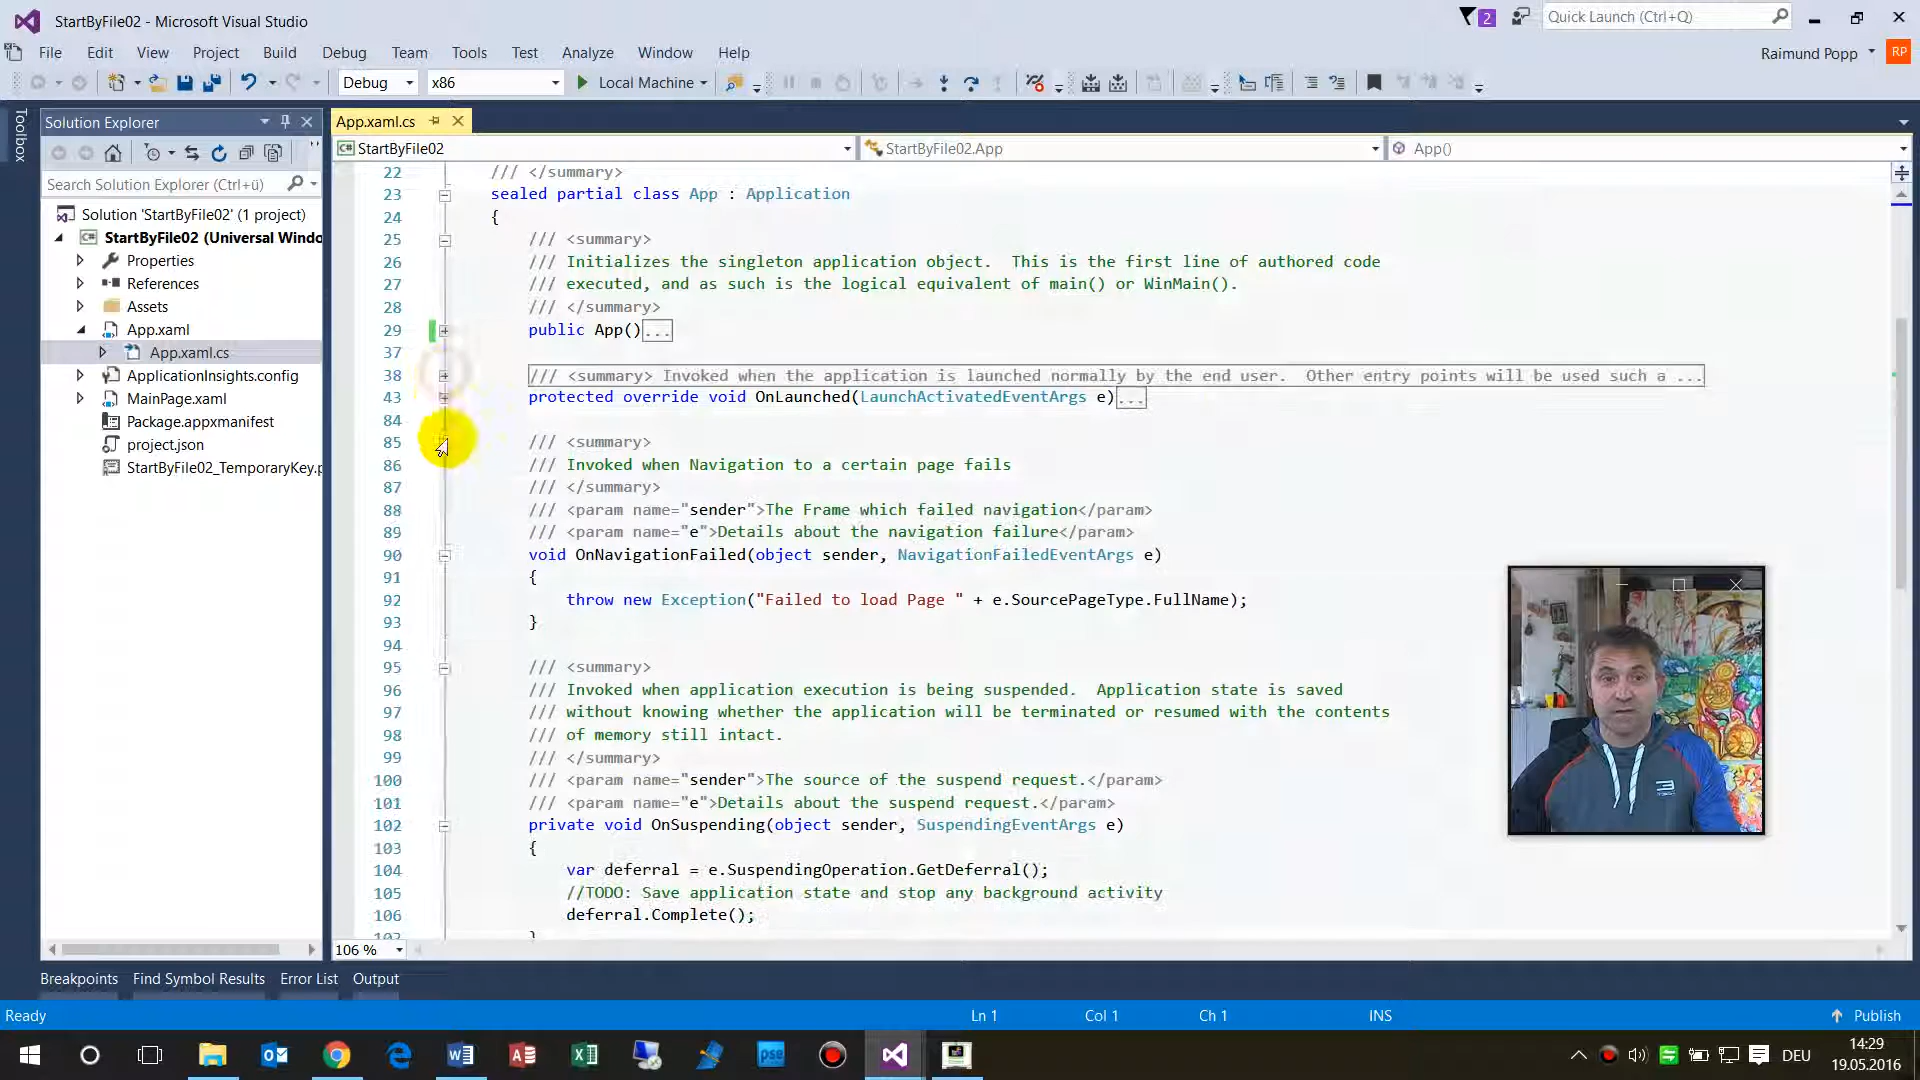 StartByFile02 - Microsoft Visual Studio
2
Quick Launch (Ctrl+Q)
File Edit View Project Build Debug Team Tools Test Analyze Window Help
Raimund Popp RP
Debug x86 Local Machine
Toolbox
Solution Explorer
Search Solution Explorer (Ctrl+ü)
Solution 'StartByFile02' (1 project)
StartByFile02 (Universal Windo
Properties
References
Assets
App.xaml
App.xaml.cs
ApplicationInsights.config
MainPage.xaml
Package.appxmanifest
project.json
StartByFile02_TemporaryKey.p
App.xaml.cs
StartByFile02 StartByFile02.App App()
22 /// </summary>
23 sealed partial class App : Application
24 {
25 /// <summary>
26 /// Initializes the singleton application object.  This is the first line of authored code
27 /// executed, and as such is the logical equivalent of main() or WinMain().
28 /// </summary>
29 public App()...
37
38 /// <summary> Invoked when the application is launched normally by the end user.  Other entry points will be used such a ...
43 protected override void OnLaunched(LaunchActivatedEventArgs e)...
84
85 /// <summary>
86 /// Invoked when Navigation to a certain page fails
87 /// </summary>
88 /// <param name="sender">The Frame which failed navigation</param>
89 /// <param name="e">Details about the navigation failure</param>
90 void OnNavigationFailed(object sender, NavigationFailedEventArgs e)
91 {
92 throw new Exception("Failed to load Page " + e.SourcePageType.FullName);
93 }
94
95 /// <summary>
96 /// Invoked when application execution is being suspended.  Application state is saved
97 /// without knowing whether the application will be terminated or resumed with the contents
98 /// of memory still intact.
99 /// </summary>
100 /// <param name="sender">The source of the suspend request.</param>
101 /// <param name="e">Details about the suspend request.</param>
102 private void OnSuspending(object sender, SuspendingEventArgs e)
103 {
104 var deferral = e.SuspendingOperation.GetDeferral();
105 //TODO: Save application state and stop any background activity
106 deferral.Complete();
107 }
106 %
Breakpoints Find Symbol Results Error List Output
Ready Ln 1 Col 1 Ch 1 INS Publish
pse
DEU
14:29
19.05.2016